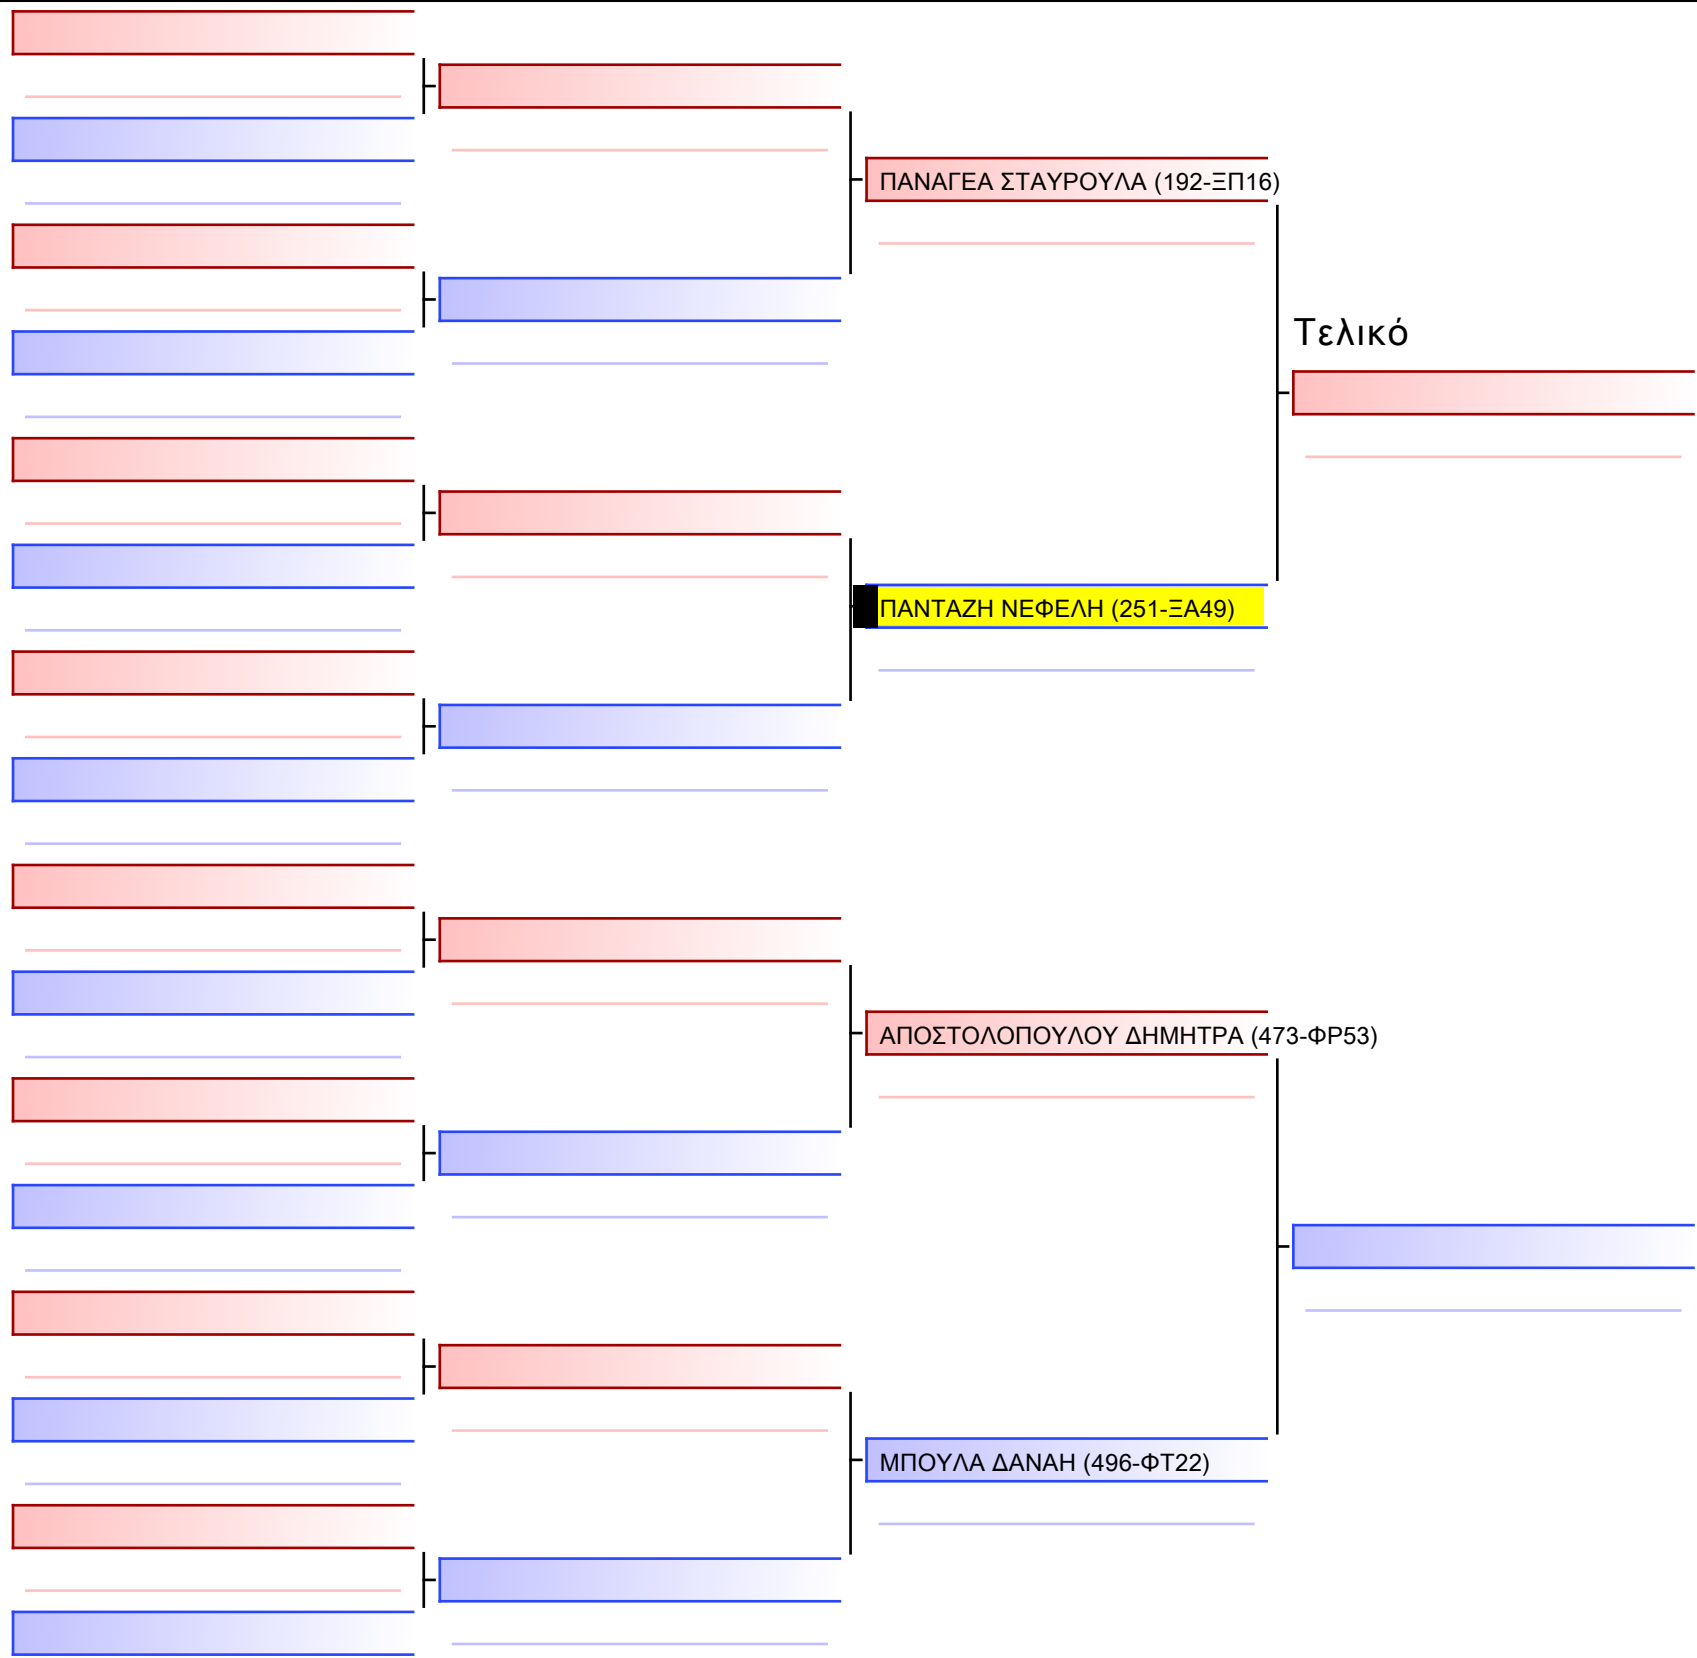 ΠΑΝΑΓΕΑ ΣΤΑΥΡΟΥΛΑ (192-ΞΠ16)
Τελικό
ΠΑΝΤΑΖΗ ΝΕΦΕΛΗ (251-ΞΑ49)
ΑΠΟΣΤΟΛΟΠΟΥΛΟΥ ΔΗΜΗΤΡΑ (473-ΦΡ53)
ΜΠΟΥΛΑ ΔΑΝΑΗ (496-ΦΤ22)